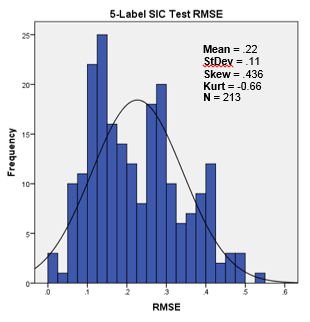 5-Label SIC Test RMSE
Mean = .22
StDev = .11
Skew = .436
Kurt = -0.66
N = 213
Frequency
25
20
15
10
5
0
.0 .1 .2 .3 .4 .5 .6
RMSE